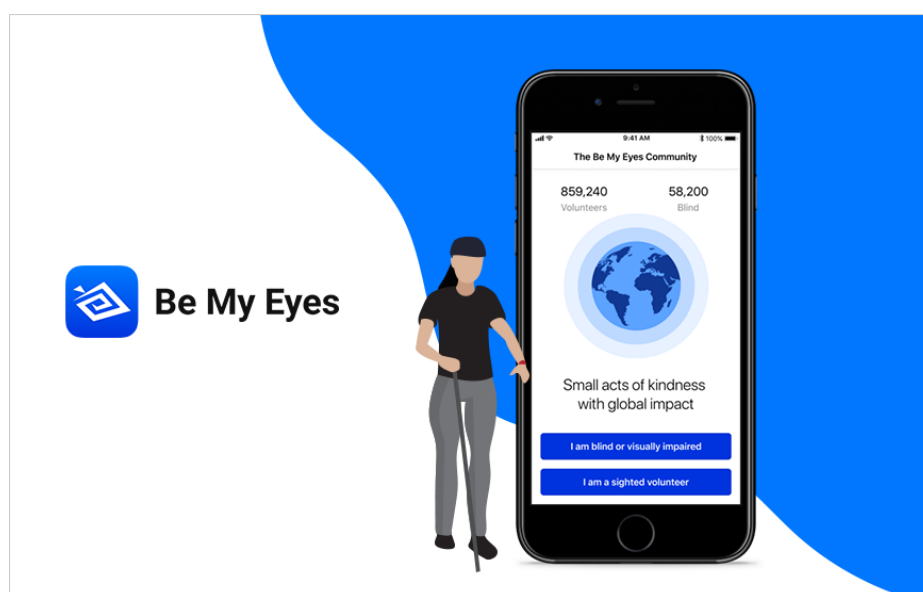 Be My Eyes
9:41 AM
100%
The Be My Eyes Community
859,240
58,200
Volunteers
Blind
Small acts of kindness
with global impact
I am blind or visually impaired
I am a sighted volunteer